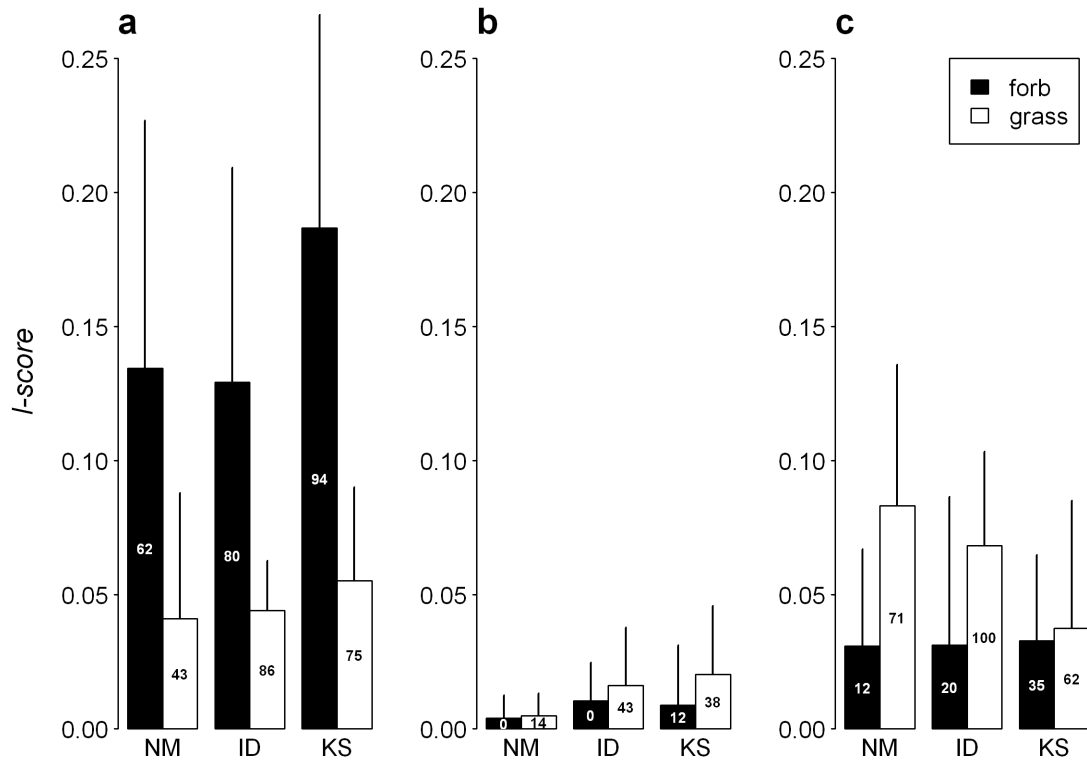 a b c
0.25 0.25 0.25
forb
grass
0.20 0.20 0.20
0.15 0.15 0.15
I-score
0.10 0.10 0.10
0.05 0.05 0.05
0.00 0.00 0.00
62 43 80 86 94 75
0 14 0 43 12 38
12 71 20 100 35 62
NM ID KS NM ID KS NM ID KS